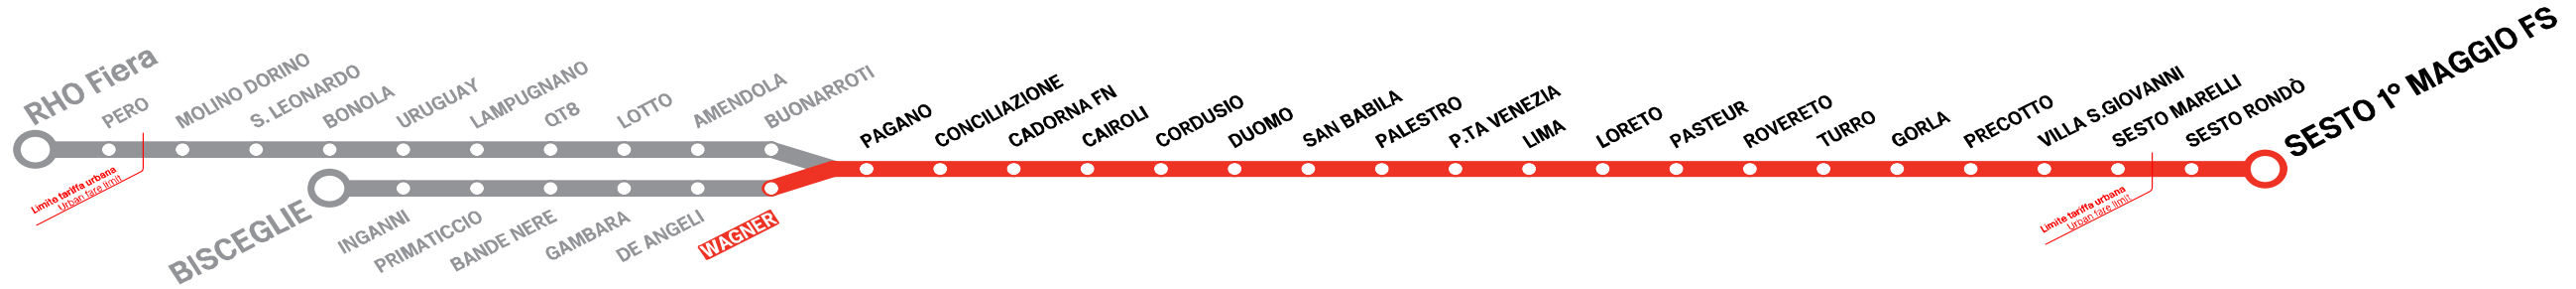 RHO Fiera
PERO
MOLINO DORINO
S. LEONARDO
BONOLA
URUGUAY
LAMPUGNANO
QT8
LOTTO
AMENDOLA
BUONARROTI
PAGANO
CONCILIAZIONE
CADORNA FN
CAIROLI
CORDUSIO
DUOMO
SAN BABILA
PALESTRO
P.TA VENEZIA
LIMA
LORETO
PASTEUR
ROVERETO
TURRO
GORLA
PRECOTTO
VILLA S.GIOVANNI
SESTO MARELLI
SESTO RONDÒ
SESTO 1° MAGGIO FS
Limite tariffa urbana
Urban fare limit
BISCEGLIE
INGANNI
PRIMATICCIO
BANDE NERE
GAMBARA
DE ANGELI
WAGNER
Limite tariffa urbana
Urban fare limit